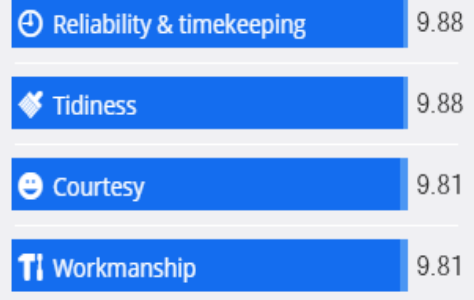 Reliability & timekeeping 9.88
Tidiness 9.88
Courtesy 9.81
Workmanship 9.81